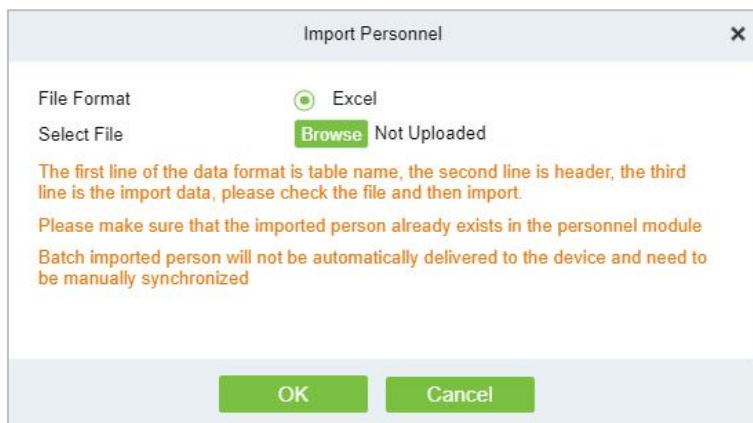 Import Personnel
File Format Excel
Select File Browse Not Uploaded
The first line of the data format is table name, the second line is header, the third
line is the import data, please check the file and then import.
Please make sure that the imported person already exists in the personnel module
Batch imported person will not be automatically delivered to the device and need to
be manually synchronized
OK Cancel